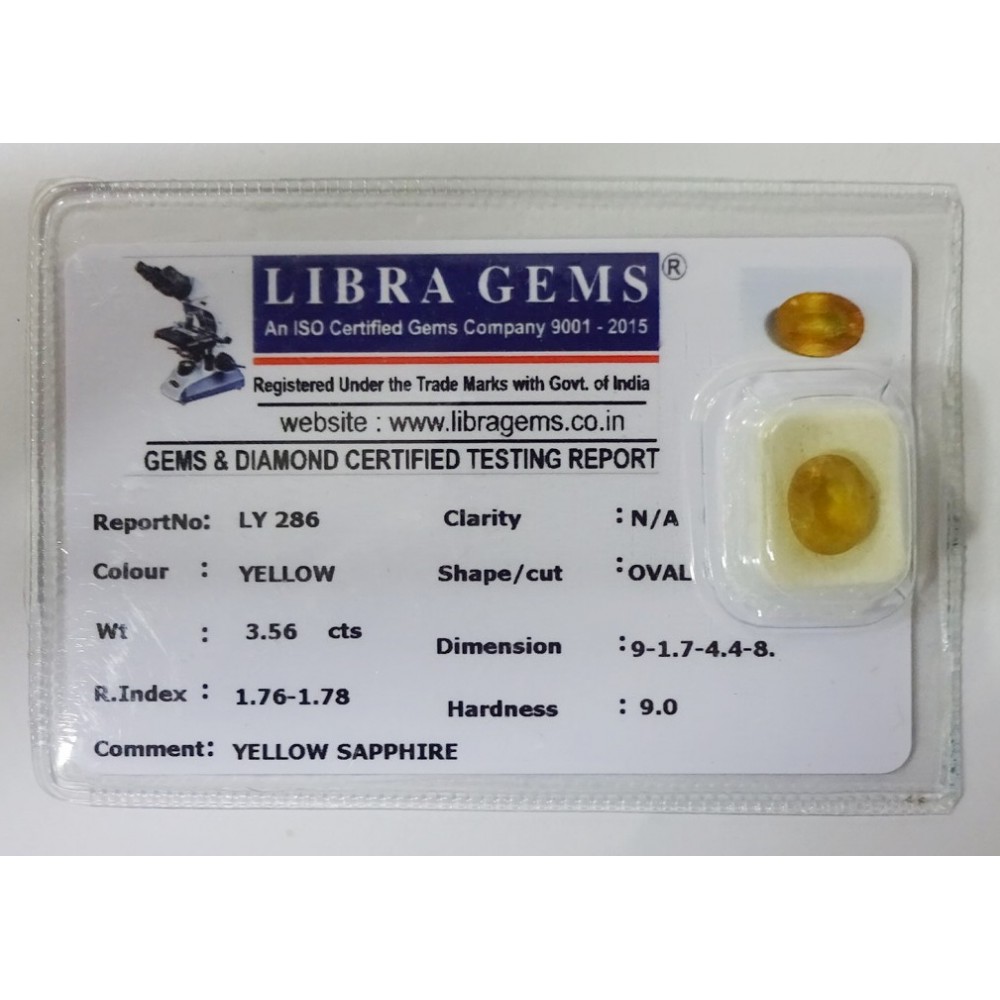 LIBRA GEMS ®
An ISO Certified Gems Company 9001 - 2015
Registered Under the Trade Marks with Govt. of India
website : www.libragems.co.in
GEMS & DIAMOND CERTIFIED TESTING REPORT
ReportNo: LY 286 Clarity : N/A
Colour : YELLOW Shape/cut : OVAL
Wt : 3.56 cts Dimension : 9-1.7-4.4-8.
R.Index : 1.76-1.78 Hardness : 9.0
Comment: YELLOW SAPPHIRE